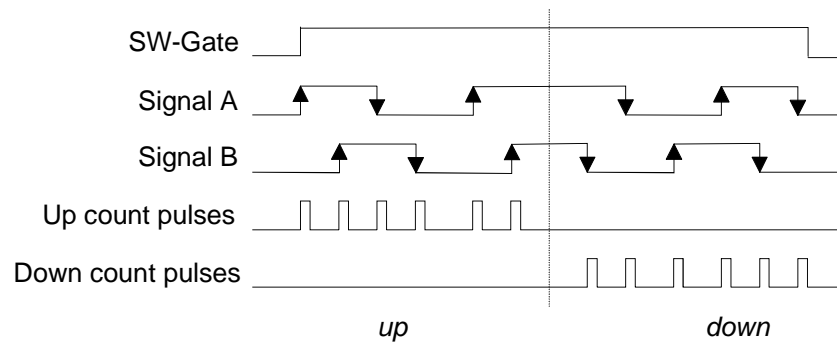 SW-Gate
Signal A
Signal B
Up count pulses
Down count pulses
up down